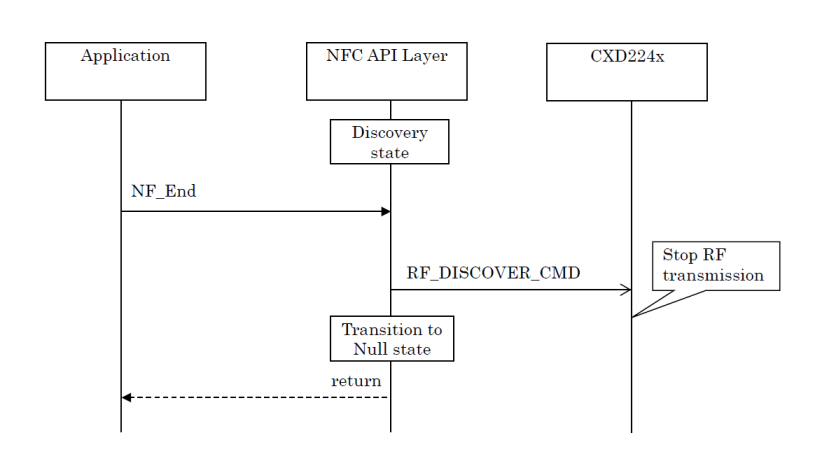 Application
NFC API Layer
CXD224x
Discovery
state
NF_End
RF_DISCOVER_CMD
Stop RF
transmission
Transition to
Null state
return